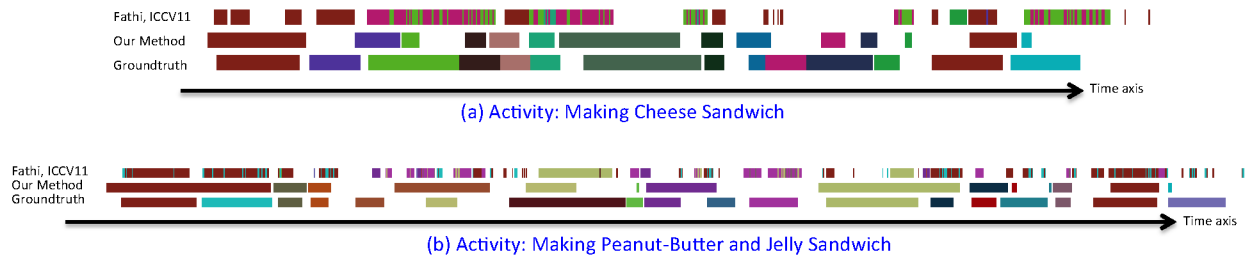 Fathi, ICCV11
Our Method
Groundtruth
Time axis
(a) Activity: Making Cheese Sandwich
Fathi, ICCV11
Our Method
Groundtruth
Time axis
(b) Activity: Making Peanut-Butter and Jelly Sandwich